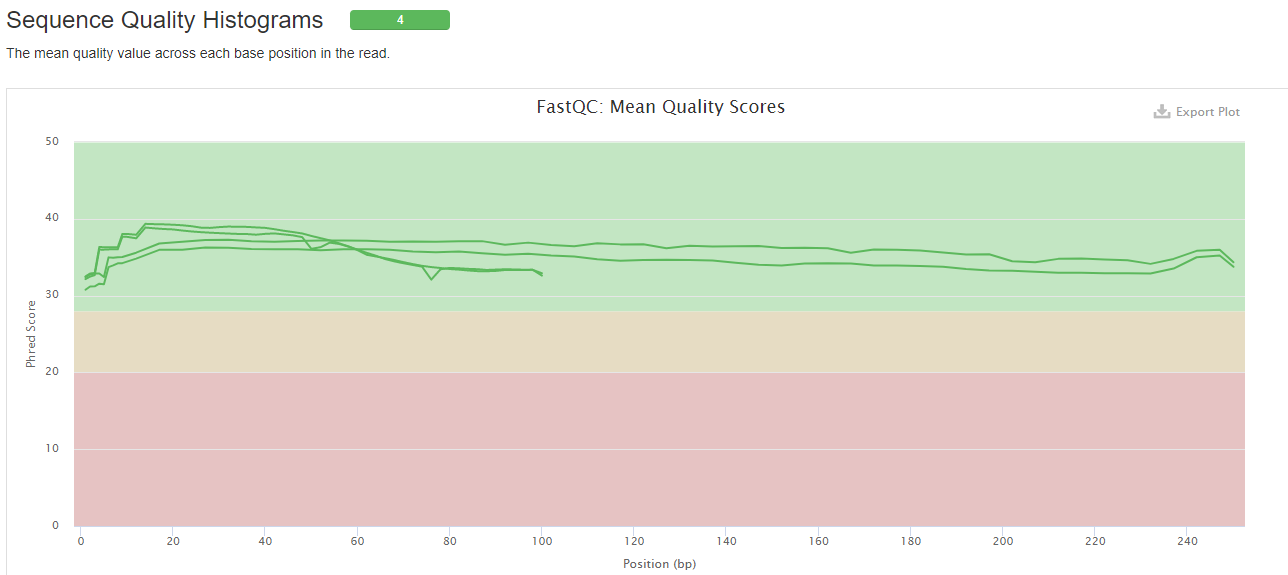 Sequence Quality Histograms 4
The mean quality value across each base position in the read.
FastQC: Mean Quality Scores
Export Plot
50
40
30
20
10
0
Phred Score
0 20 40 60 80 100 120 140 160 180 200 220 240
Position (bp)